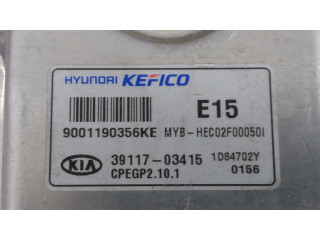 HYUNDAI KEFICO
E15
9001190356KE MYB-HEC02F00050I
KIA 39117-03415 1D84702Y
CPEGP2.10.1 0156